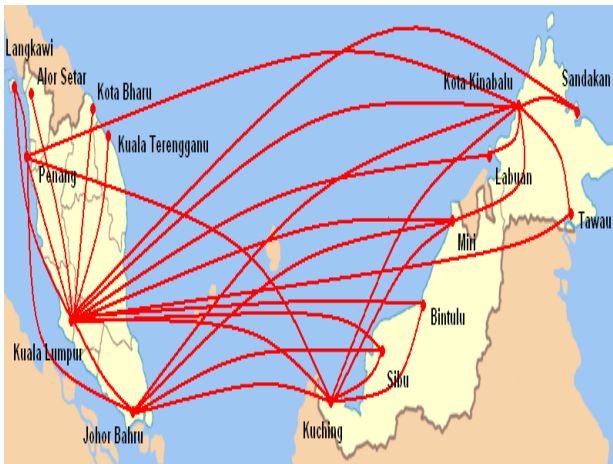 Langkawi
Alor Setar
Kota Bharu
Kuala Terengganu
Penang
Kuala Lumpur
Johor Bahru
Kota Kinabalu
Sandakan
Labuan
Tawau
Miri
Bintulu
Sibu
Kuching